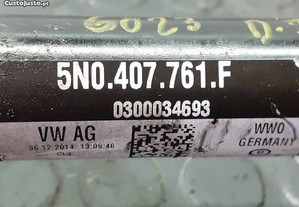 CustoJusto.pt
5N0.407.761.F
0300034693
VW AG
06.12.2014 13:09:40
WWO
GERMANY